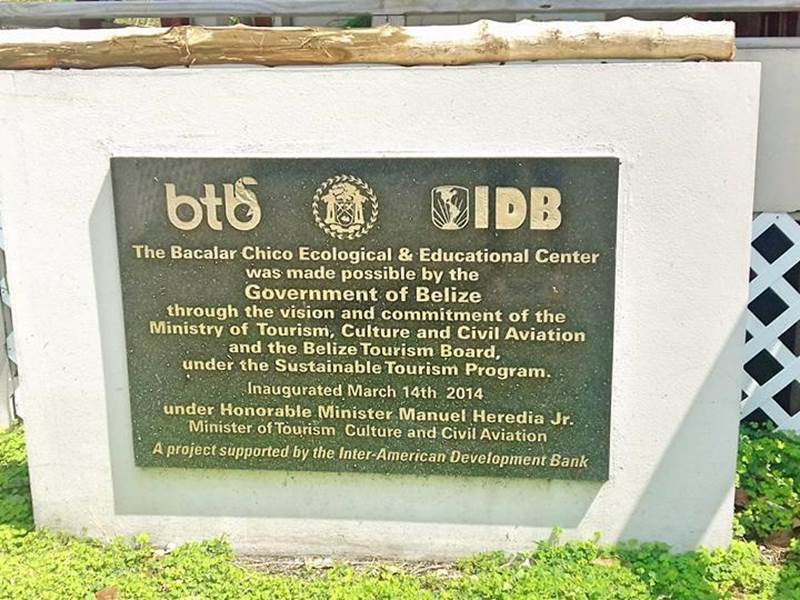 btb IDB
The Bacalar Chico Ecological & Educational Center
was made possible by the
Government of Belize
through the vision and commitment of the
Ministry of Tourism, Culture and Civil Aviation
and the Belize Tourism Board,
under the Sustainable Tourism Program.
Inaugurated March 14th 2014
under Honorable Minister Manuel Heredia Jr.
Minister of Tourism Culture and Civil Aviation
A project supported by the Inter-American Development Bank